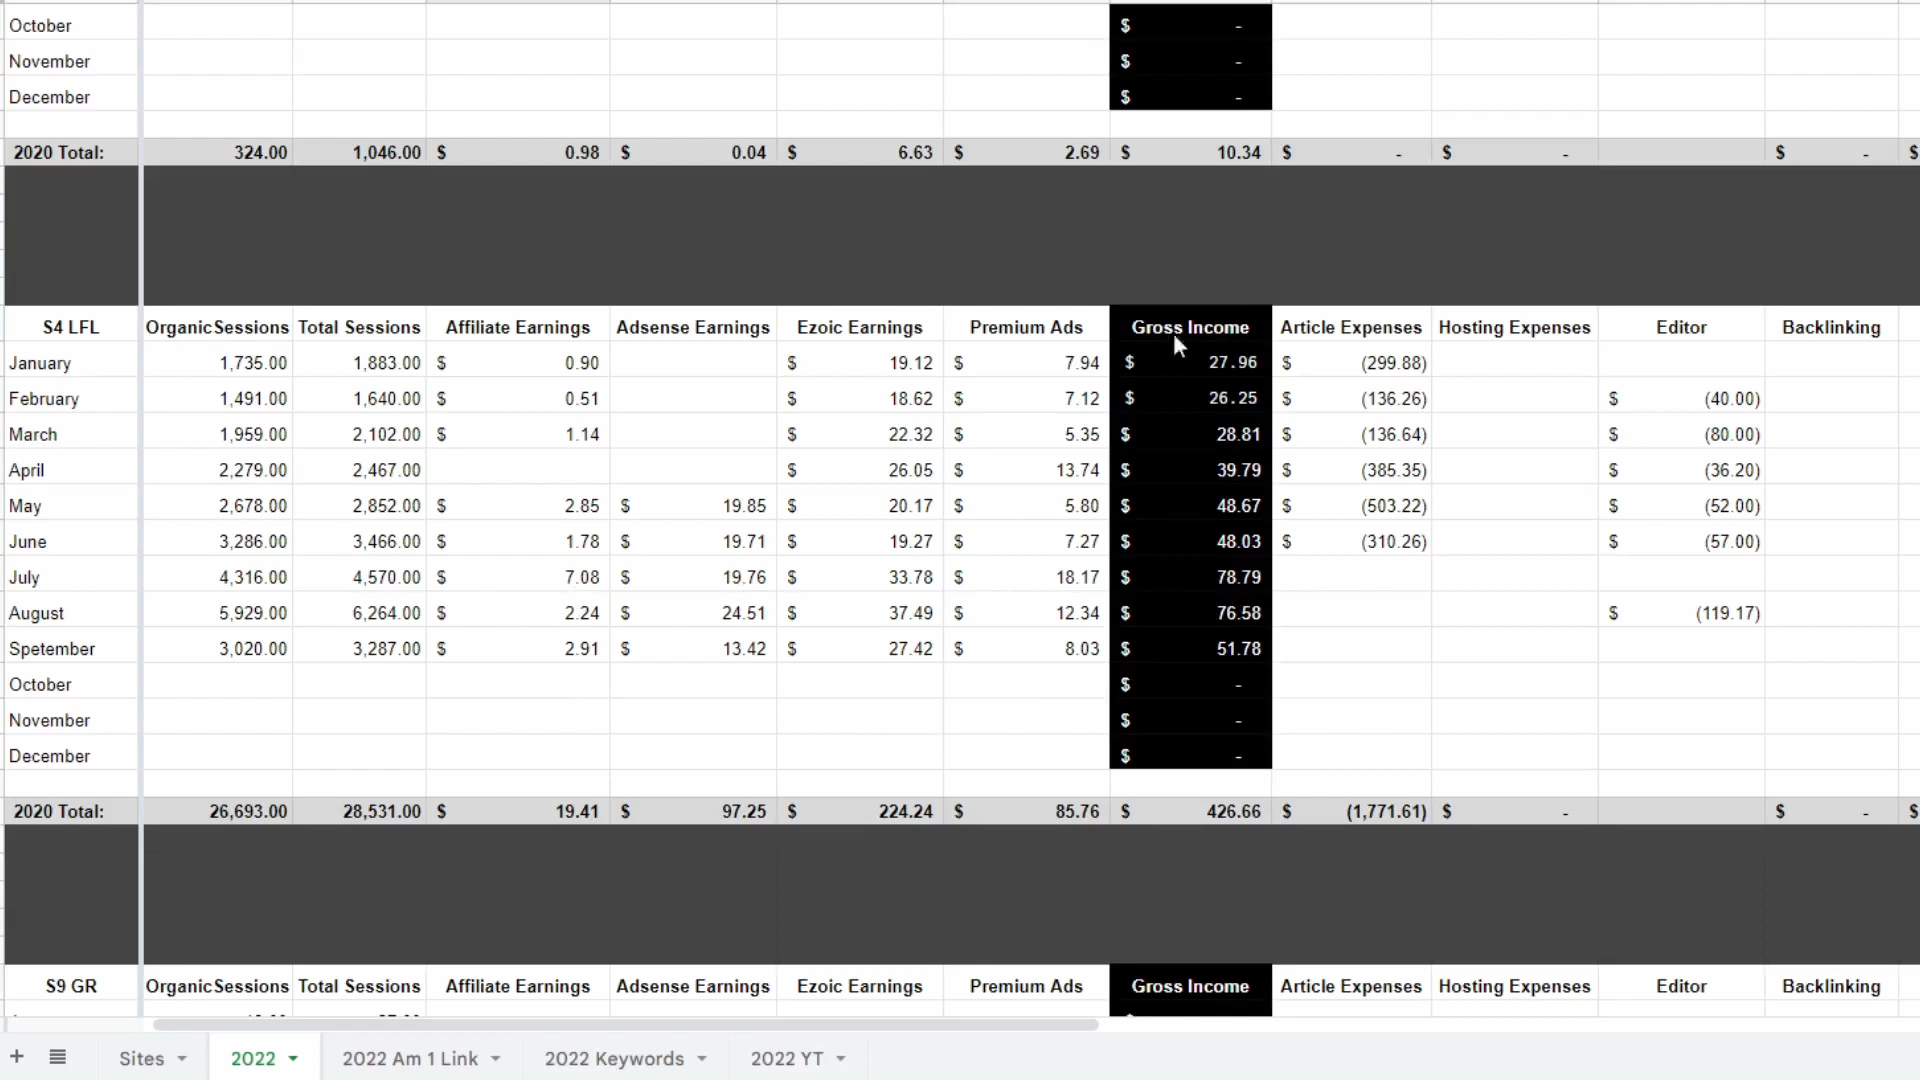 October $ -
November $ -
December $ -
2020 Total: 324.00 1,046.00 $ 0.98 $ 0.04 $ 6.63 $ 2.69 $ 10.34 $ - $ - $ - $
S4 LFL Organic Sessions Total Sessions Affiliate Earnings Adsense Earnings Ezoic Earnings Premium Ads Gross Income Article Expenses Hosting Expenses Editor Backlinking
January 1,735.00 1,883.00 $ 0.90 $ 19.12 $ 7.94 $ 27.96 $ (299.88)
February 1,491.00 1,640.00 $ 0.51 $ 18.62 $ 7.12 $ 26.25 $ (136.26) $ (40.00)
March 1,959.00 2,102.00 $ 1.14 $ 22.32 $ 5.35 $ 28.81 $ (136.64) $ (80.00)
April 2,279.00 2,467.00 $ 26.05 $ 13.74 $ 39.79 $ (385.35) $ (36.20)
May 2,678.00 2,852.00 $ 2.85 $ 19.85 $ 20.17 $ 5.80 $ 48.67 $ (503.22) $ (52.00)
June 3,286.00 3,466.00 $ 1.78 $ 19.71 $ 19.27 $ 7.27 $ 48.03 $ (310.26) $ (57.00)
July 4,316.00 4,570.00 $ 7.08 $ 19.76 $ 33.78 $ 18.17 $ 78.79
August 5,929.00 6,264.00 $ 2.24 $ 24.51 $ 37.49 $ 12.34 $ 76.58 $ (119.17)
Spetember 3,020.00 3,287.00 $ 2.91 $ 13.42 $ 27.42 $ 8.03 $ 51.78
October $ -
November $ -
December $ -
2020 Total: 26,693.00 28,531.00 $ 19.41 $ 97.25 $ 224.24 $ 85.76 $ 426.66 $ (1,771.61) $ - $ - $
S9 GR Organic Sessions Total Sessions Affiliate Earnings Adsense Earnings Ezoic Earnings Premium Ads Gross Income Article Expenses Hosting Expenses Editor Backlinking
+ Sites 2022 2022 Am 1 Link 2022 Keywords 2022 YT